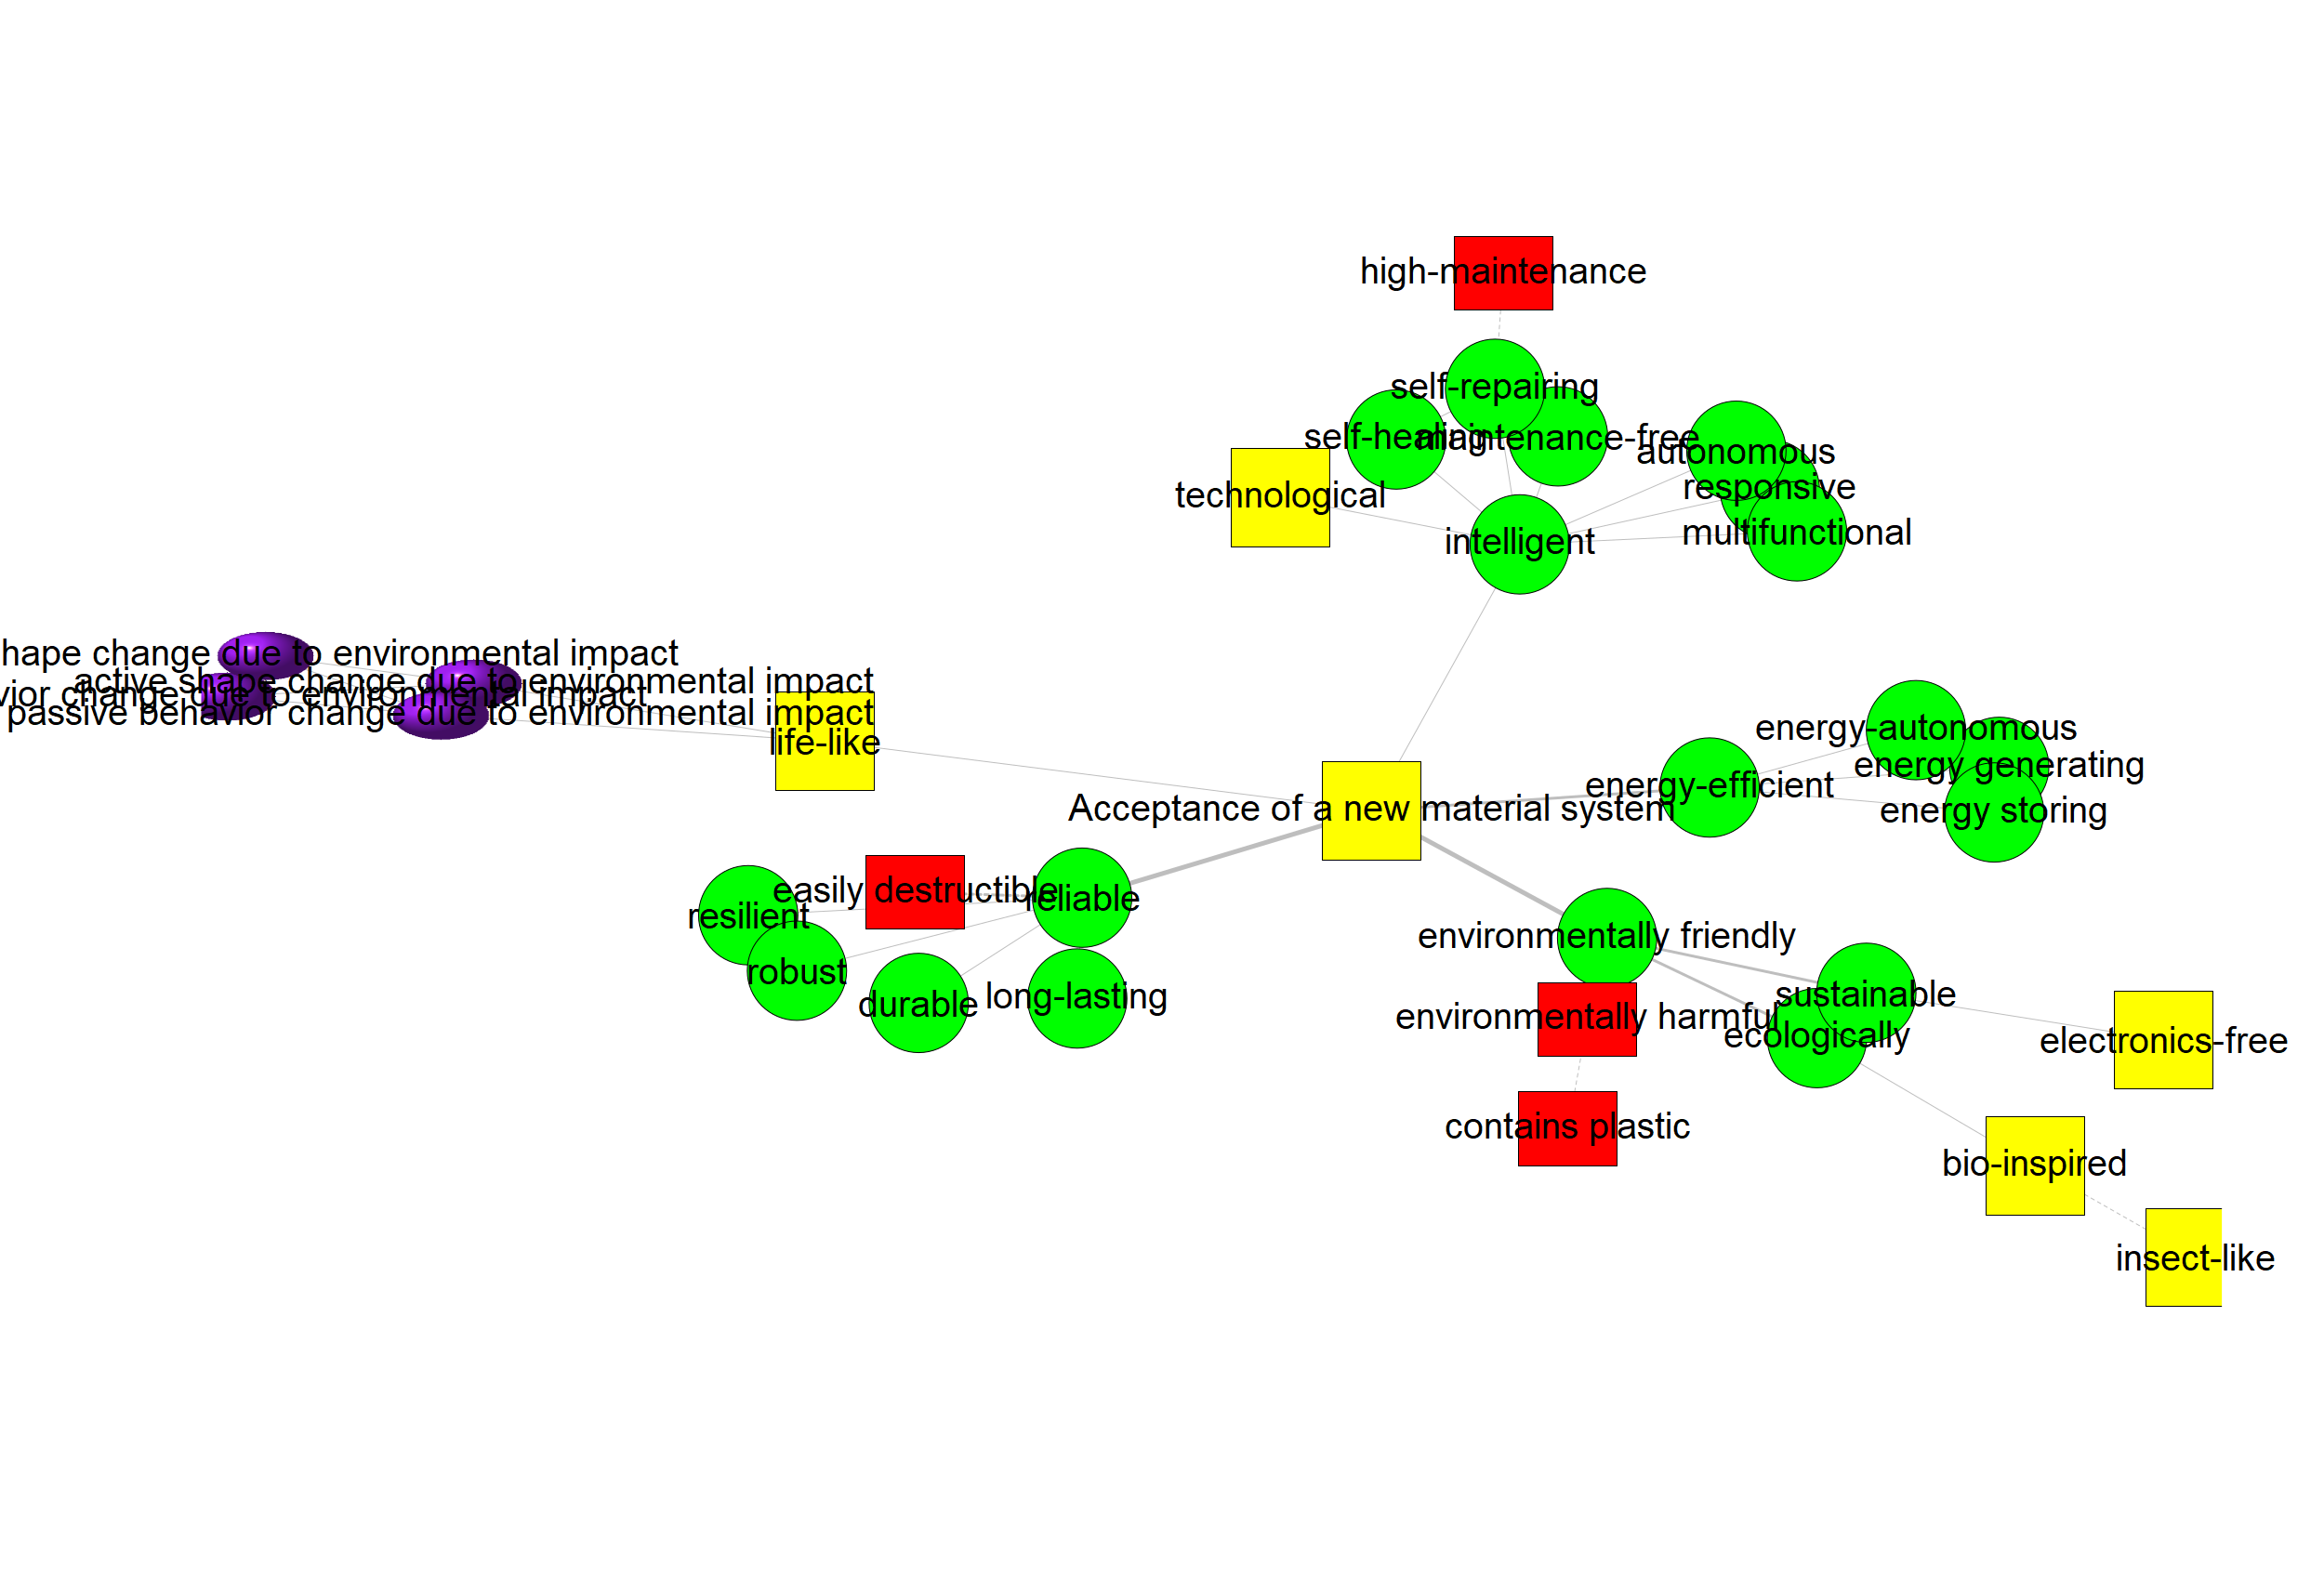 high-maintenance
self-repairing
self-healing
maintenance-free
autonomous
responsive
technological
multifunctional
intelligent
hape change due to environmental impact
active shape change due to environmental impact
vior change due to environmental impact
passive behavior change due to environmental impact
life-like
energy-autonomous
energy generating
energy-efficient
Acceptance of a new material system
energy storing
easily destructible
reliable
resilient
environmentally friendly
robust
durable
long-lasting
sustainable
environmentally harmful
ecologically
electronics-free
contains plastic
bio-inspired
insect-like